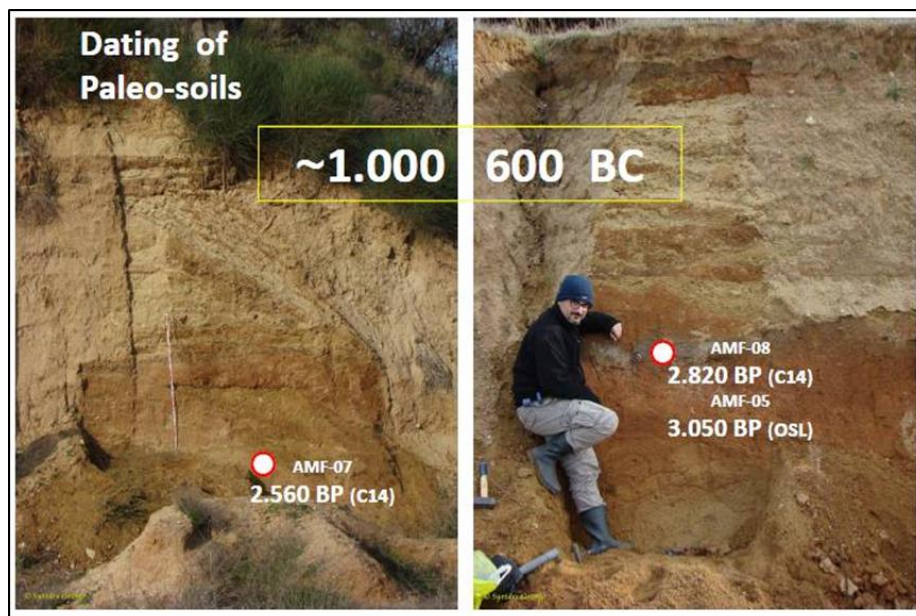 Dating of
Paleo-soils
~1.000 600 BC
AMF-07
2.560 BP (C14)
AMF-08
2.820 BP (C14)
AMF-05
3.050 BP (OSL)